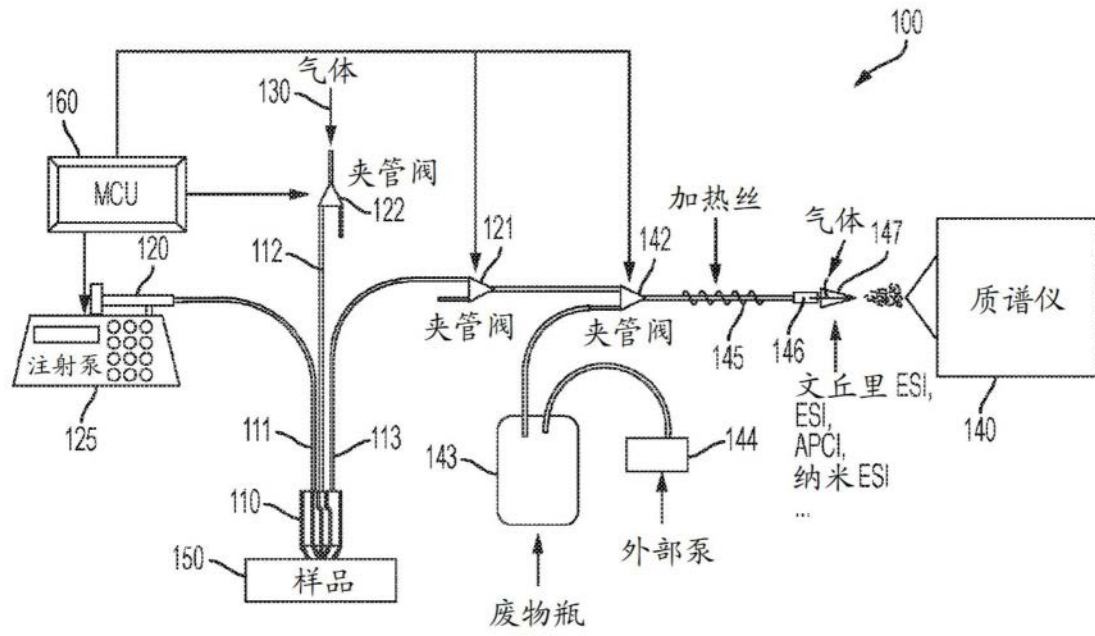 100
气体
130
160
MCU
夹管阀
122
120
112
121
142
加热丝
气体
147
夹管阀
夹管阀
145
146
质谱仪
140
注射泵
125
文丘里 ESI,
ESI,
APCI,
纳米 ESI
...
111
113
143
144
110
外部泵
150
样品
废物瓶